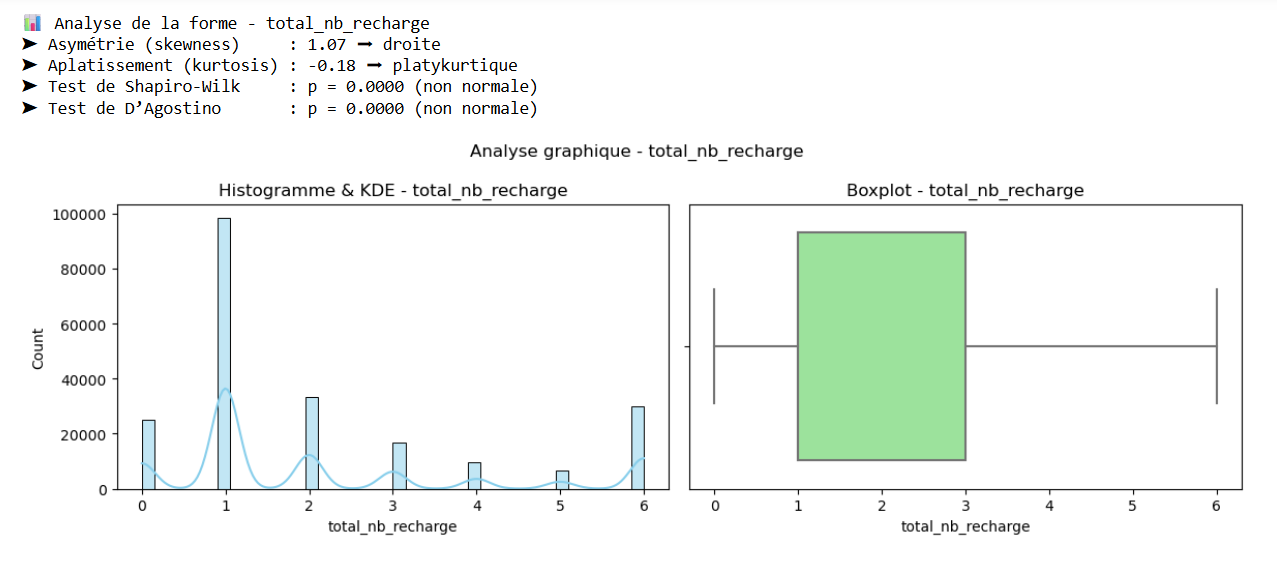 📊 Analyse de la forme - total_nb_recharge
➤ Asymétrie (skewness) : 1.07 ➞ droite
➤ Aplatissement (kurtosis) : -0.18 ➞ platykurtique
➤ Test de Shapiro-Wilk : p = 0.0000 (non normale)
➤ Test de D’Agostino : p = 0.0000 (non normale)
Analyse graphique - total_nb_recharge
Histogramme & KDE - total_nb_recharge
100000
80000
60000
40000
20000
0
Count
0 1 2 3 4 5 6
total_nb_recharge
Boxplot - total_nb_recharge
0 1 2 3 4 5 6
total_nb_recharge